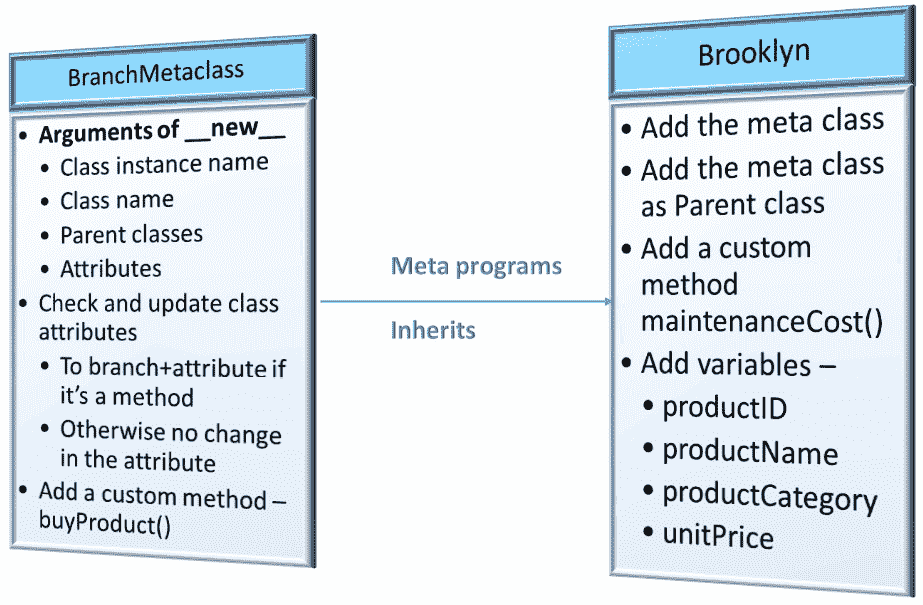 BranchMetaclass
• Arguments of __new__
• Class instance name
• Class name
• Parent classes
• Attributes
• Check and update class
attributes
• To branch+attribute if
it's a method
• Otherwise no change
in the attribute
• Add a custom method –
buyProduct()
Meta programs
Inherits
Brooklyn
• Add the meta class
• Add the meta class
as Parent class
• Add a custom
method
maintenanceCost()
• Add variables –
• productID
• productName
• productCategory
• unitPrice